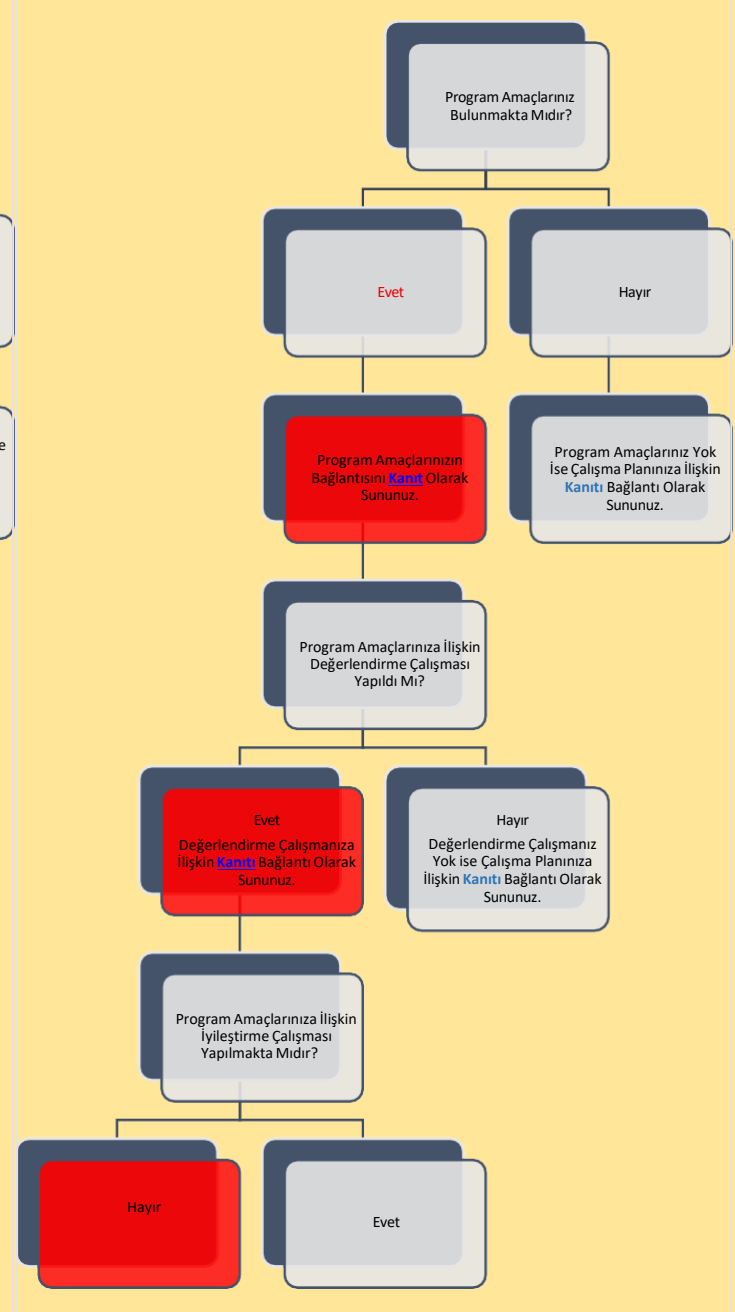 Program Amaçlarınız
Bulunmakta Mıdır?
Evet
Hayır
Program Amaçlarınızın
Bağlantısını Kanıt Olarak
Sununuz.
Program Amaçlarınız Yok
İse Çalışma Planınıza İlişkin
Kanıtı Bağlantı Olarak
Sununuz.
e
Program Amaçlarınıza İlişkin
Değerlendirme Çalışması
Yapıldı Mı?
Evet
Değerlendirme Çalışmanıza
İlişkin Kanıtı Bağlantı Olarak
Sununuz.
Hayır
Değerlendirme Çalışmanız
Yok ise Çalışma Planınıza
İlişkin Kanıtı Bağlantı Olarak
Sununuz.
Program Amaçlarınıza İlişkin
İyileştirme Çalışması
Yapılmakta Mıdır?
Hayır
Evet